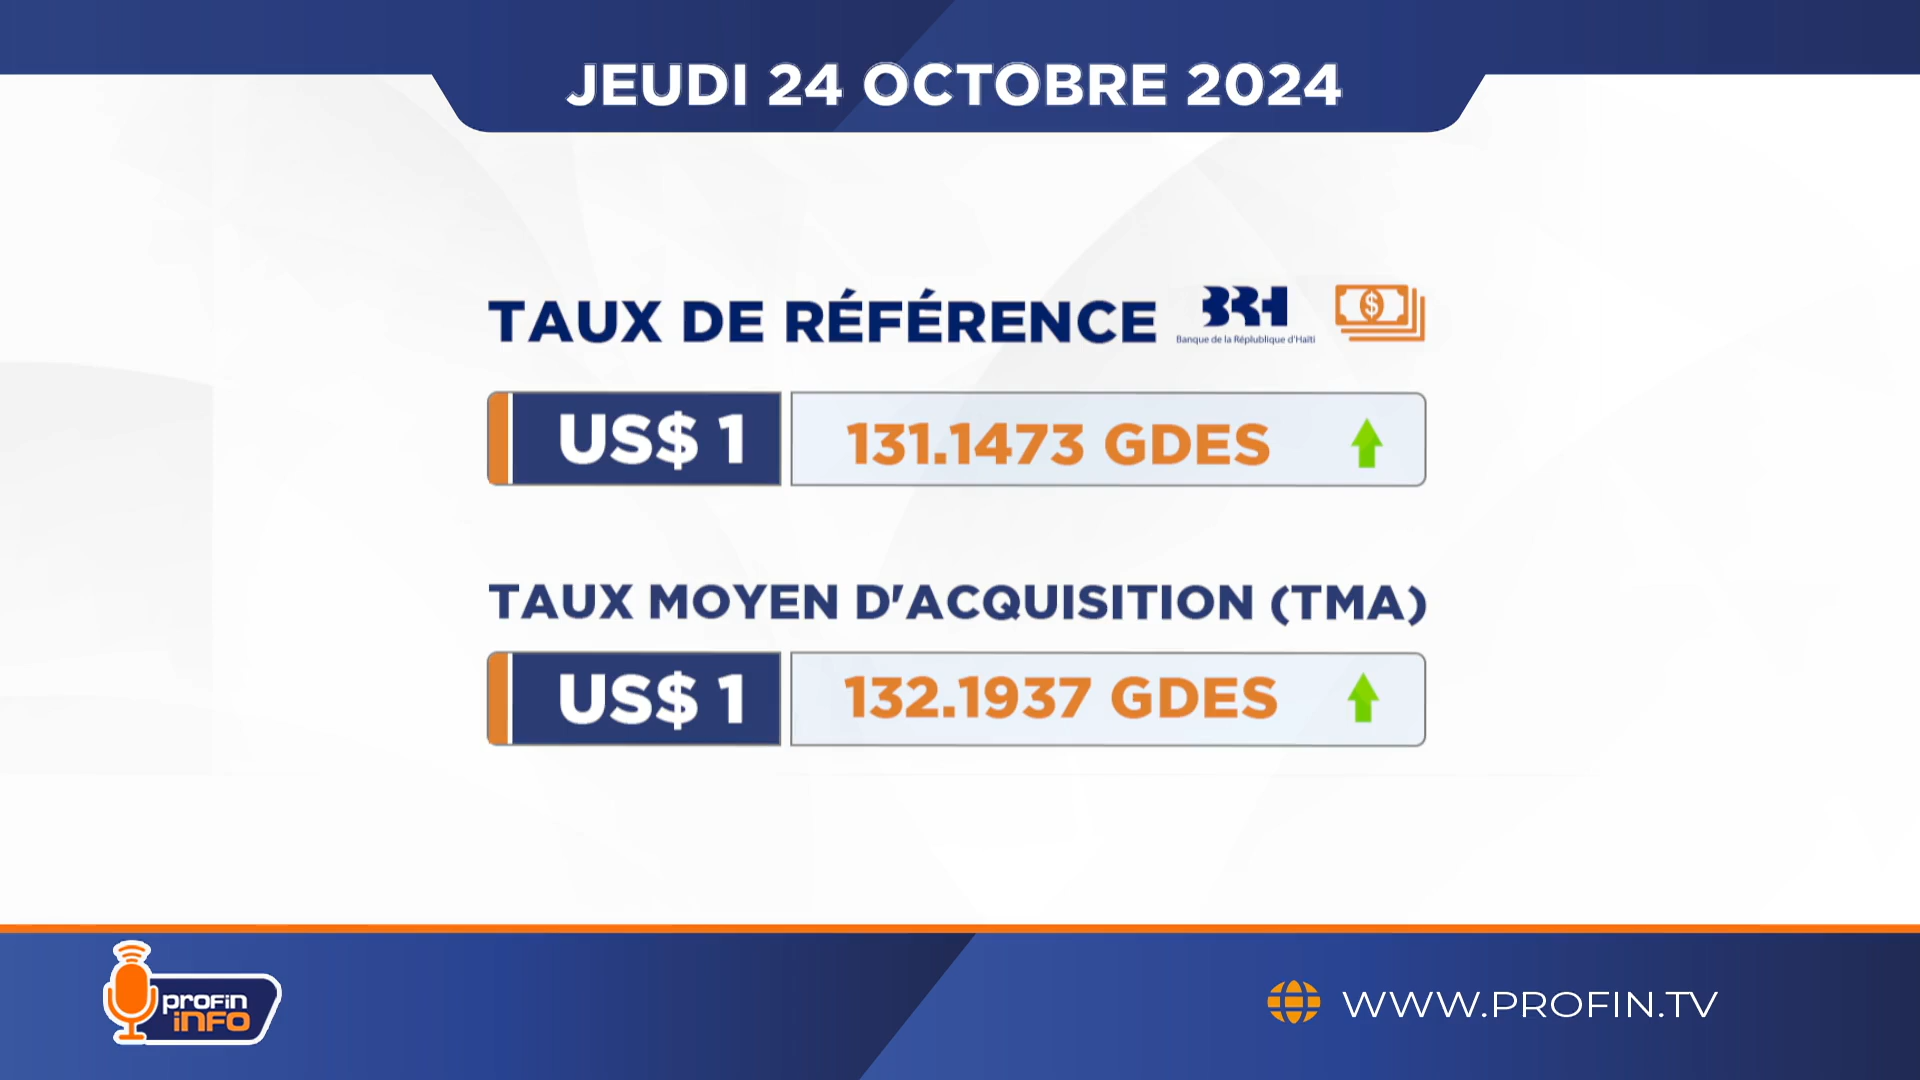 JEUDI 24 OCTOBRE 2024
TAUX DE RÉFÉRENCE
BRH
Banque de la Réplublique d'Haïti
US$ 1
131.1473 GDES
TAUX MOYEN D'ACQUISITION (TMA)
US$ 1
132.1937 GDES
PROFIN
INFO
WWW.PROFIN.TV